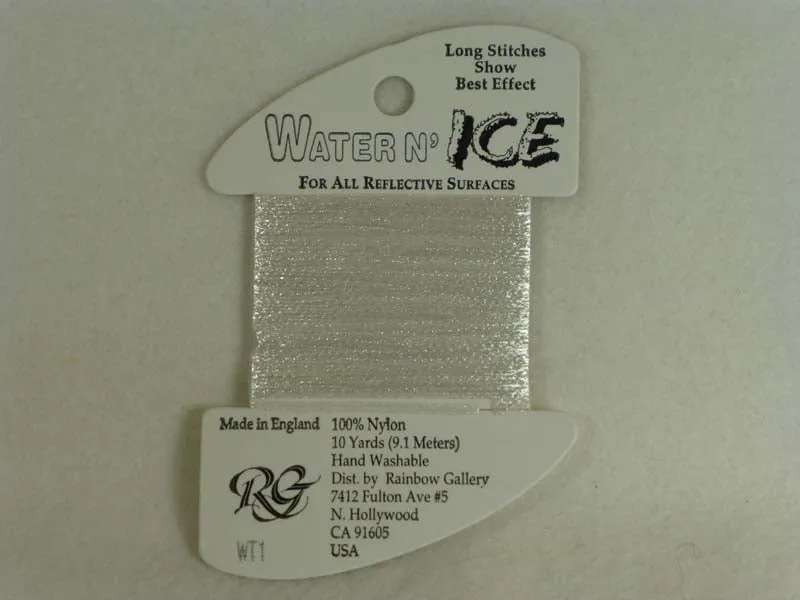 Long Stitches
Show
Best Effect
WATER N' ICE
FOR ALL REFLECTIVE SURFACES
Made in England
RG
WT1
100% Nylon
10 Yards (9.1 Meters)
Hand Washable
Dist. by Rainbow Gallery
7412 Fulton Ave #5
N. Hollywood
CA 91605
USA